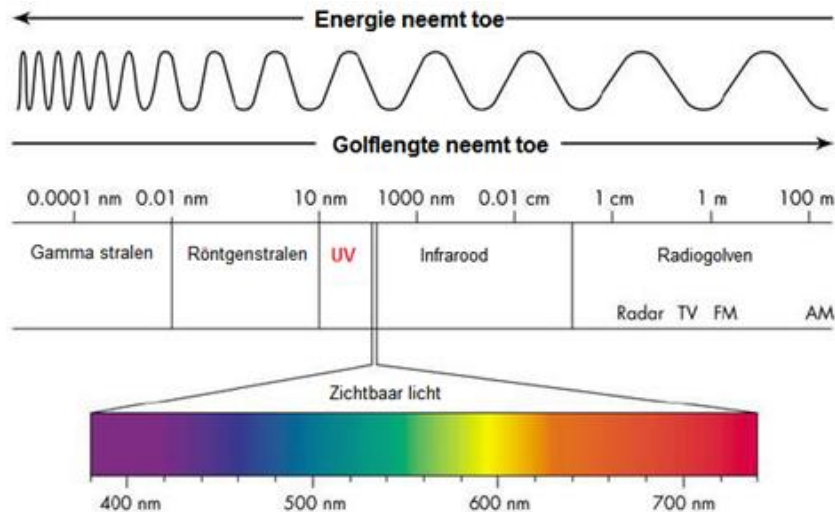 Energie neemt toe
Golflengte neemt toe
0.0001 nm 0.01 nm 10 nm 1000 nm 0.01 cm 1 cm 1 m 100 m
Gamma stralen Röntgenstralen UV Infrarood Radiogolven
Radar TV FM AM
Zichtbaar licht
400 nm 500 nm 600 nm 700 nm